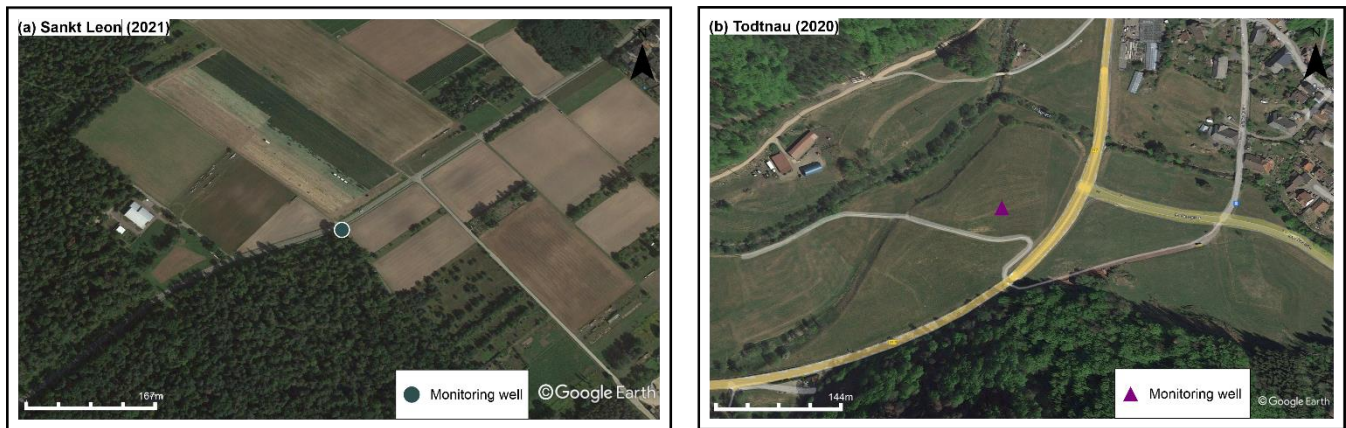 (a) Sankt Leon (2021)
N
167m
Monitoring well
©Google Earth
(b) Todtnau (2020)
N
144m
Monitoring well
©Google Earth